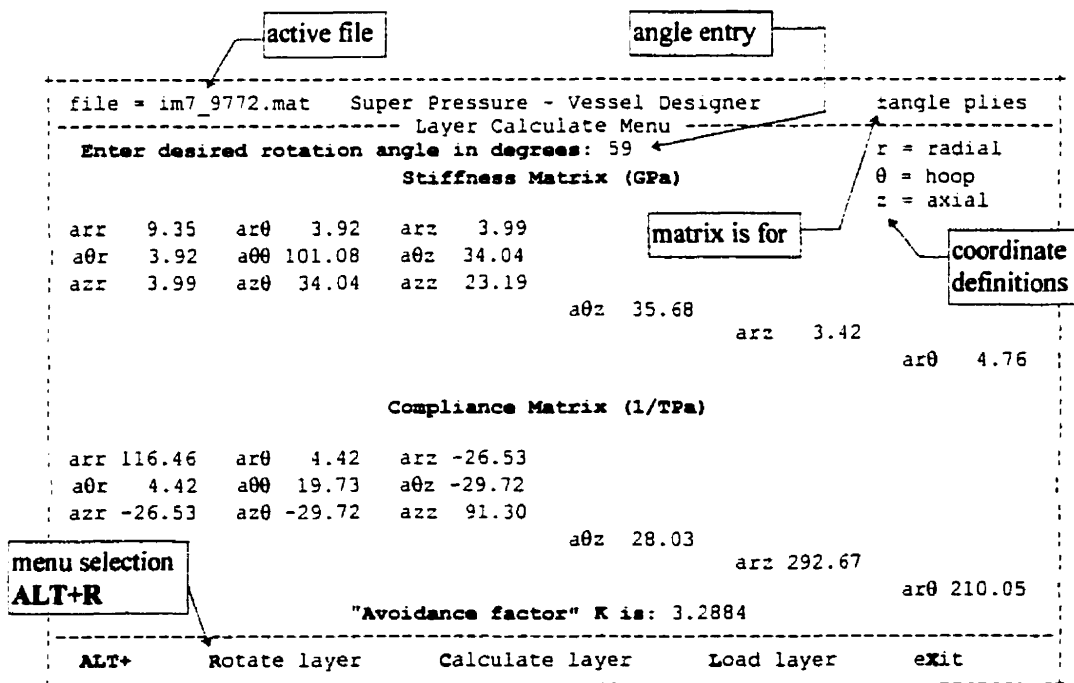 active file
angle entry
file = im7_9772.mat Super Pressure - Vessel Designer ±angle plies
Layer Calculate Menu
Enter desired rotation angle in degrees: 59
r = radial
Stiffness Matrix (GPa)
θ = hoop
z = axial
arr 9.35 arθ 3.92 arz 3.99
matrix is for
aθr 3.92 aθθ 101.08 aθz 34.04
coordinate
definitions
azr 3.99 azθ 34.04 azz 23.19
aθz 35.68
arz 3.42
arθ 4.76
Compliance Matrix (1/TPa)
arr 116.46 arθ 4.42 arz -26.53
aθr 4.42 aθθ 19.73 aθz -29.72
azr -26.53 azθ -29.72 azz 91.30
aθz 28.03
menu selection
ALT+R
arz 292.67
arθ 210.05
"Avoidance factor" K is: 3.2884
ALT+ Rotate layer Calculate layer Load layer eXit